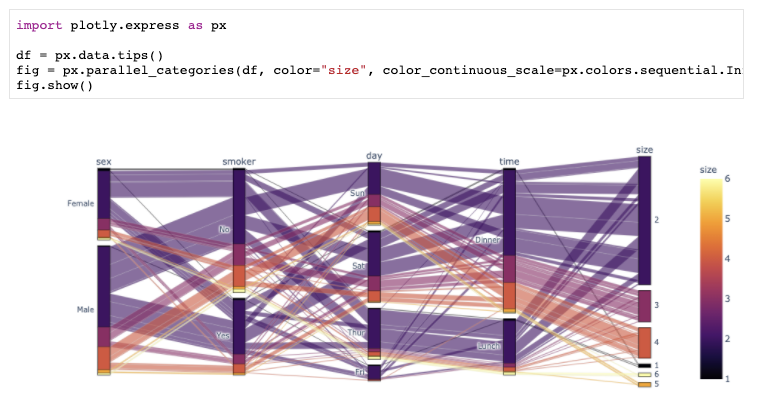 import plotly.express as px
df = px.data.tips()
fig = px.parallel_categories(df, color="size", color_continuous_scale=px.colors.sequential.In
fig.show()
sex
smoker
day
time
size
size
Female
Male
No
Yes
Sun
Sat
Thur
Fri
Dinner
Lunch
2
3
4
1
6
5
6
5
4
3
2
1